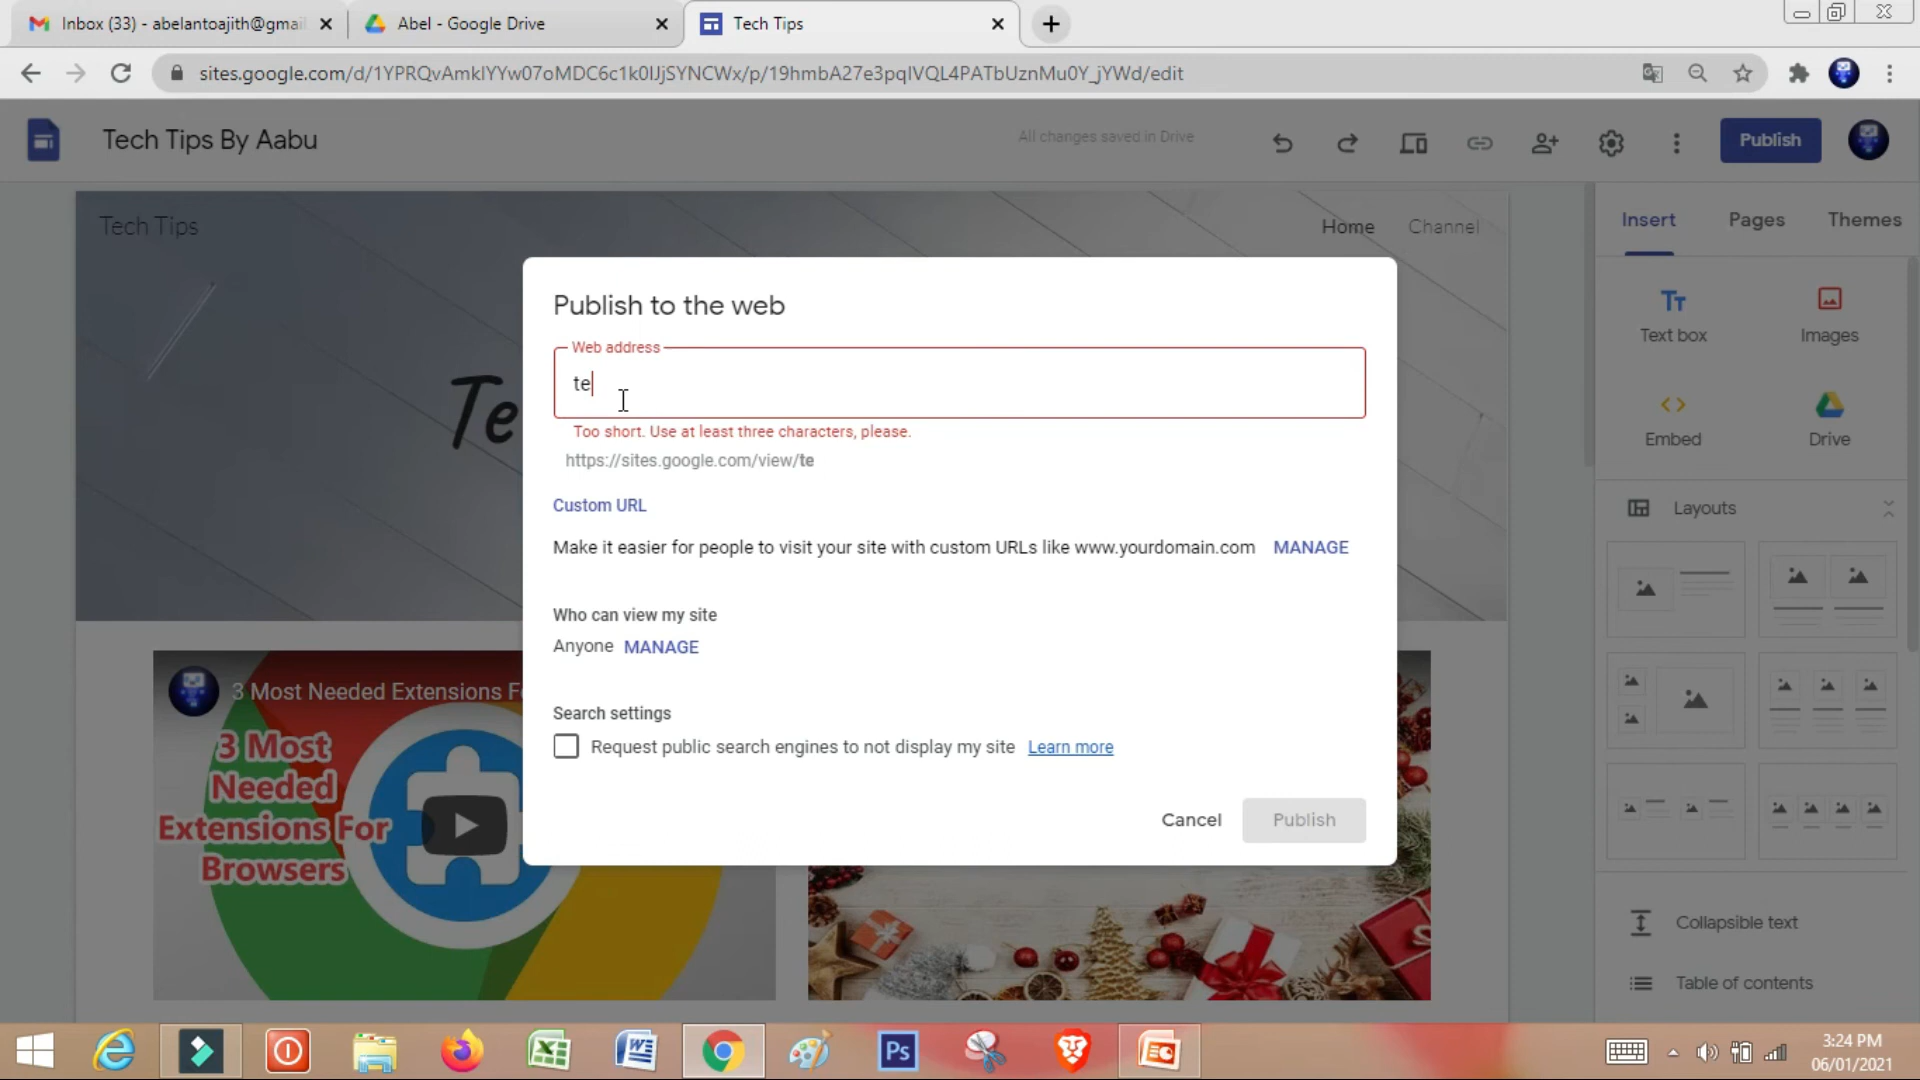 Inbox (33) - abelantoajith@gmai
Abel - Google Drive
Tech Tips
sites.google.com/d/1YPRQvAmkIYYw07oMDC6c1k0IJjSYNCWx/p/19hmbA27e3pqIVQL4PATbUznMu0Y_jYWd/edit
Tech Tips By Aabu
All changes saved in Drive
Publish
Tech Tips
Home
Channel
Insert
Pages
Themes
Text box
Images
Embed
Drive
Layouts
Collapsible text
Table of contents
Te
Publish to the web
Web address
te
Too short. Use at least three characters, please.
https://sites.google.com/view/te
Custom URL
Make it easier for people to visit your site with custom URLs like www.yourdomain.com MANAGE
Who can view my site
Anyone MANAGE
Search settings
Request public search engines to not display my site Learn more
Cancel
Publish
3 Most Needed Extensions Fo
3 Most
Needed
Extensions For
Browsers
Ps
3:24 PM
06/01/2021